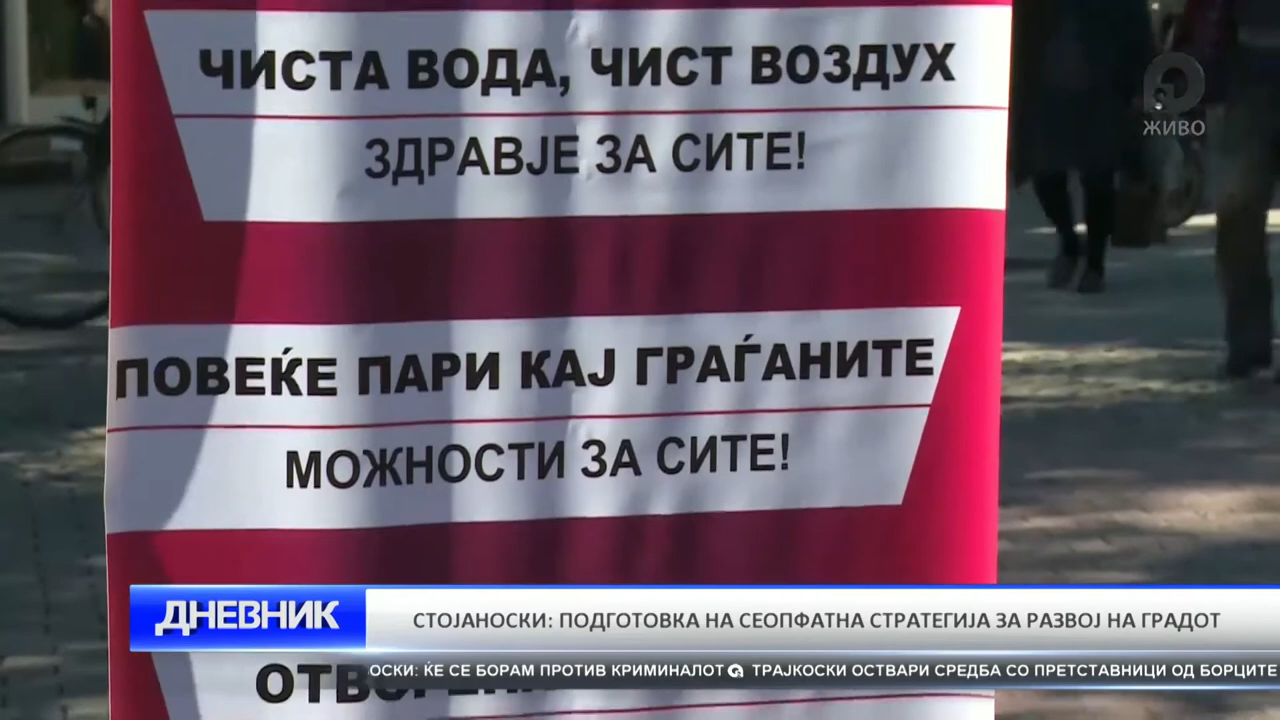 ЧИСТА ВОДА, ЧИСТ ВОЗДУХ
ЗДРАВЈЕ ЗА СИТЕ!
ЖИВО
ПОВЕЌЕ ПАРИ КАЈ ГРАЃАНИТЕ
МОЖНОСТИ ЗА СИТЕ!
ДНЕВНИК
СТОЈАНОСКИ: ПОДГОТОВКА НА СЕОПФАТНА СТРАТЕГИЈА ЗА РАЗВОЈ НА ГРАДОТ
ОСКИ: ЌЕ СЕ БОРАМ ПРОТИВ КРИМИНАЛОТ ТРАЈКОСКИ ОСТВАРИ СРЕДБА СО ПРЕТСТАВНИЦИ ОД БОРЦИТЕ